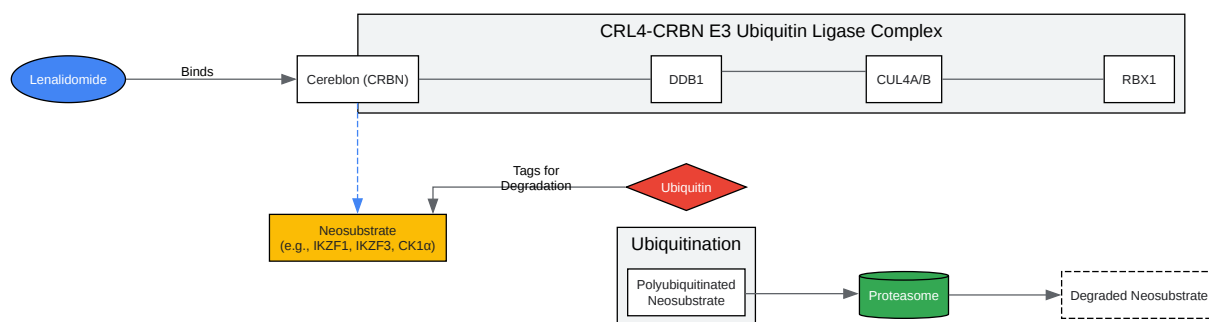 CRL4-CRBN E3 Ubiquitin Ligase Complex
Lenalidomide
Binds
Cereblon (CRBN)
DDB1
CUL4A/B
RBX1
Tags for
Degradation
Ubiquitin
Neosubstrate
(e.g., IKZF1, IKZF3, CK1α)
Ubiquitination
Polyubiquitinated
Neosubstrate
Proteasome
Degraded Neosubstrate